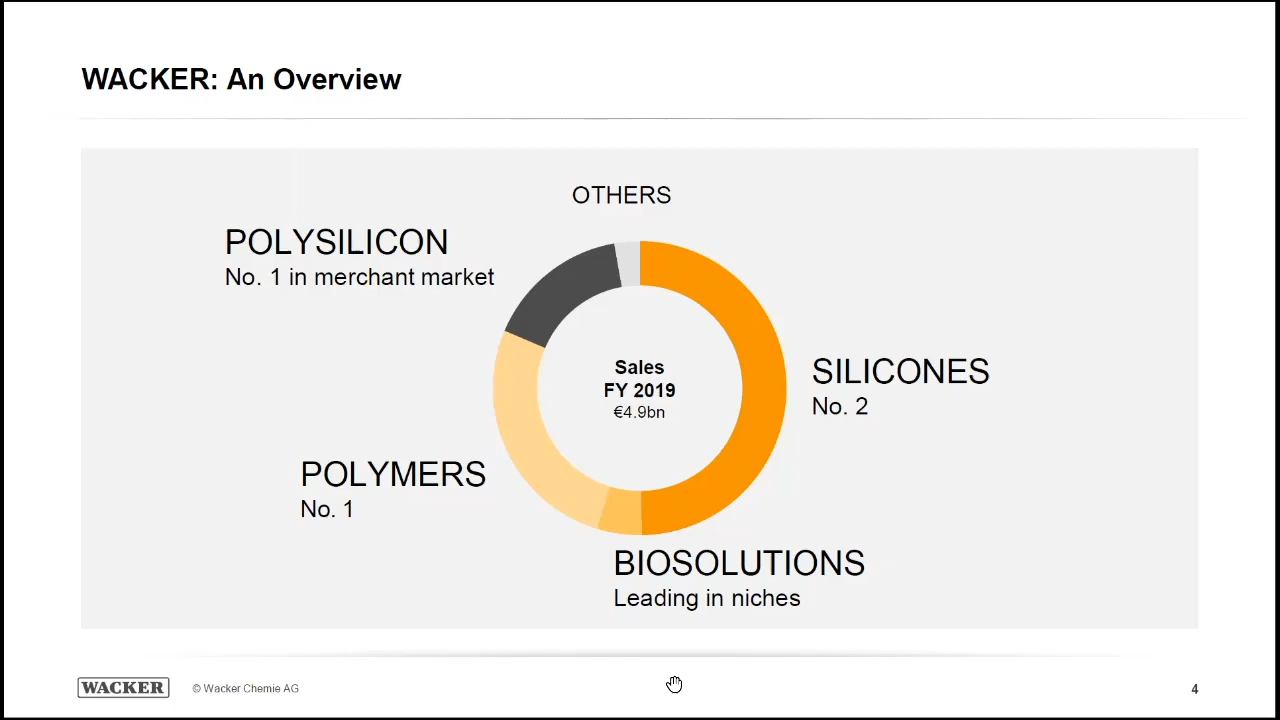 WACKER: An Overview
OTHERS
POLYSILICON
No. 1 in merchant market
Sales
FY 2019
€4.9bn
SILICONES
No. 2
POLYMERS
No. 1
BIOSOLUTIONS
Leading in niches
WACKER
© Wacker Chemie AG
4